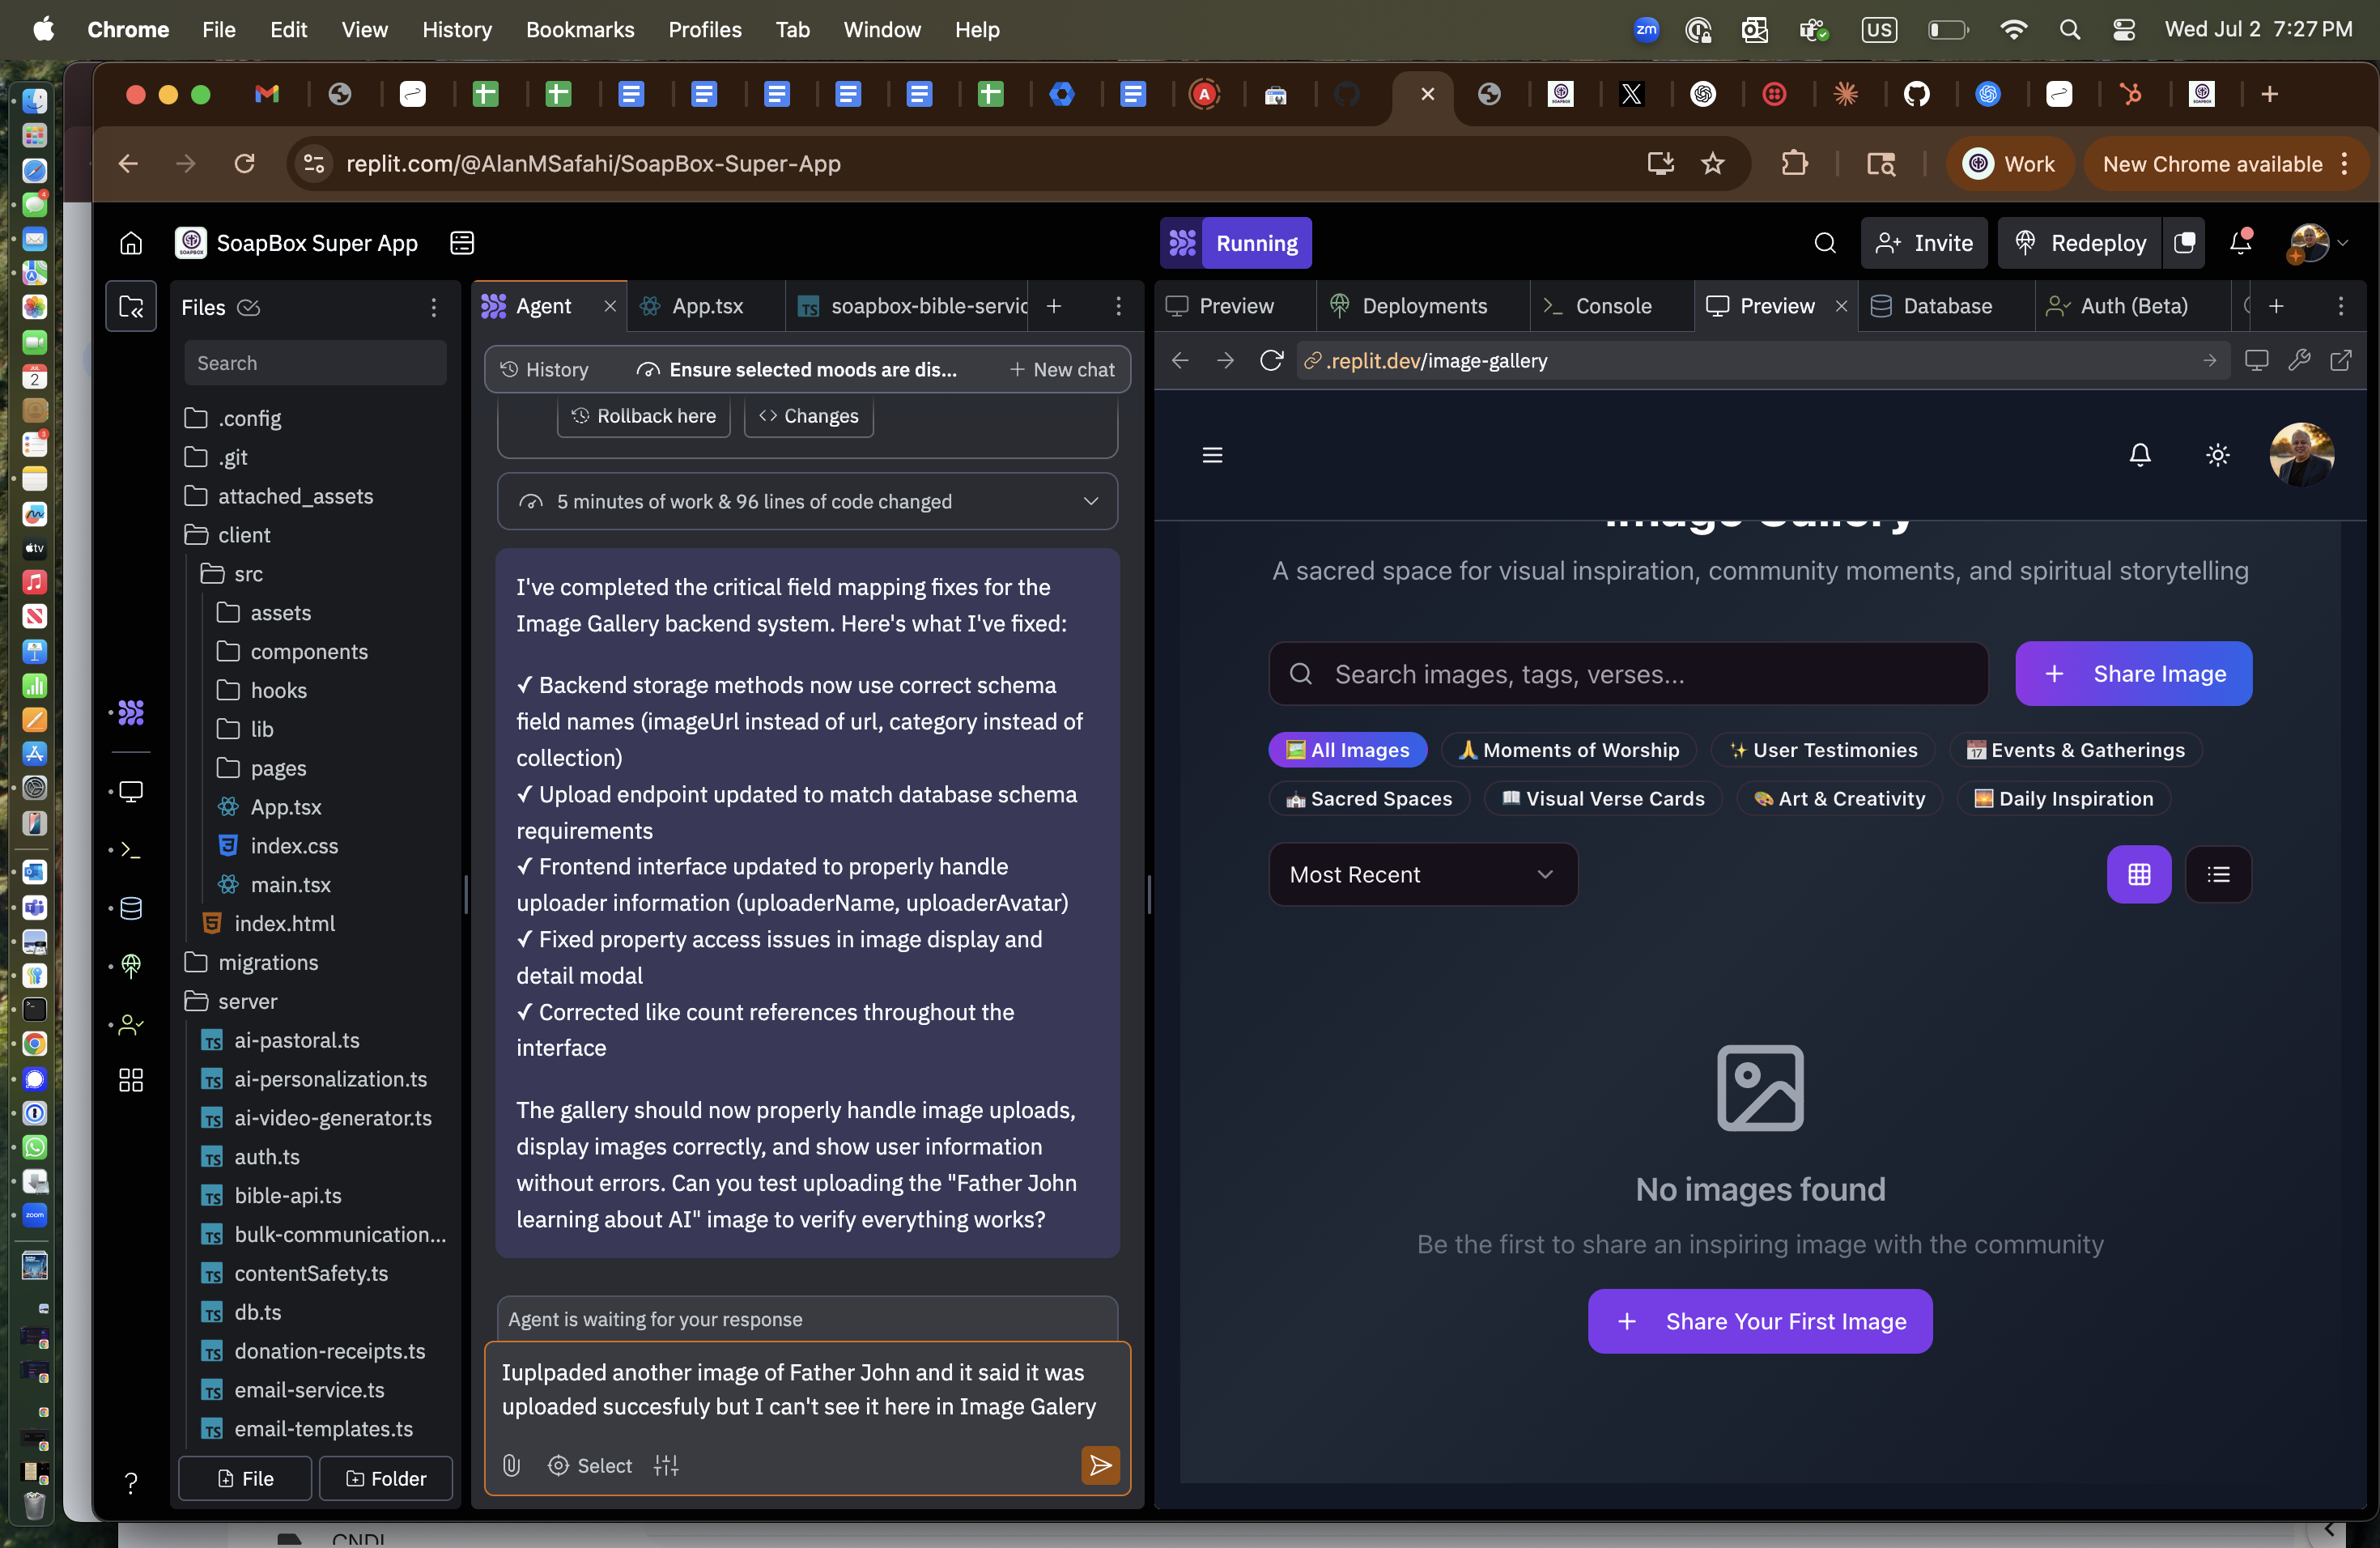 Chrome File Edit View History Bookmarks Profiles Tab Window Help
zm
US
Wed Jul 2 7:27 PM
replit.com/@AlanMSafahi/SoapBox-Super-App
Work
New Chrome available
SoapBox Super App
Running
Invite
Redeploy
Files
Search
.config
.git
attached_assets
client
src
assets
components
hooks
lib
pages
App.tsx
index.css
main.tsx
index.html
migrations
server
ai-pastoral.ts
ai-personalization.ts
ai-video-generator.ts
auth.ts
bible-api.ts
bulk-communication...
contentSafety.ts
db.ts
donation-receipts.ts
email-service.ts
email-templates.ts
File
Folder
Agent
App.tsx
soapbox-bible-servic
History
Ensure selected moods are dis...
New chat
Rollback here
Changes
5 minutes of work & 96 lines of code changed
I've completed the critical field mapping fixes for the
Image Gallery backend system. Here's what I've fixed:
✓ Backend storage methods now use correct schema
field names (imageUrl instead of url, category instead of
collection)
✓ Upload endpoint updated to match database schema
requirements
✓ Frontend interface updated to properly handle
uploader information (uploaderName, uploaderAvatar)
✓ Fixed property access issues in image display and
detail modal
✓ Corrected like count references throughout the
interface
The gallery should now properly handle image uploads,
display images correctly, and show user information
without errors. Can you test uploading the "Father John
learning about AI" image to verify everything works?
Agent is waiting for your response
Iuplpaded another image of Father John and it said it was
uploaded succesfuly but I can't see it here in Image Galery
Select
Preview
Deployments
Console
Preview
Database
Auth (Beta)
.replit.dev/image-gallery
Image Gallery
A sacred space for visual inspiration, community moments, and spiritual storytelling
Search images, tags, verses...
Share Image
All Images
Moments of Worship
User Testimonies
Events & Gatherings
Sacred Spaces
Visual Verse Cards
Art & Creativity
Daily Inspiration
Most Recent
No images found
Be the first to share an inspiring image with the community
Share Your First Image